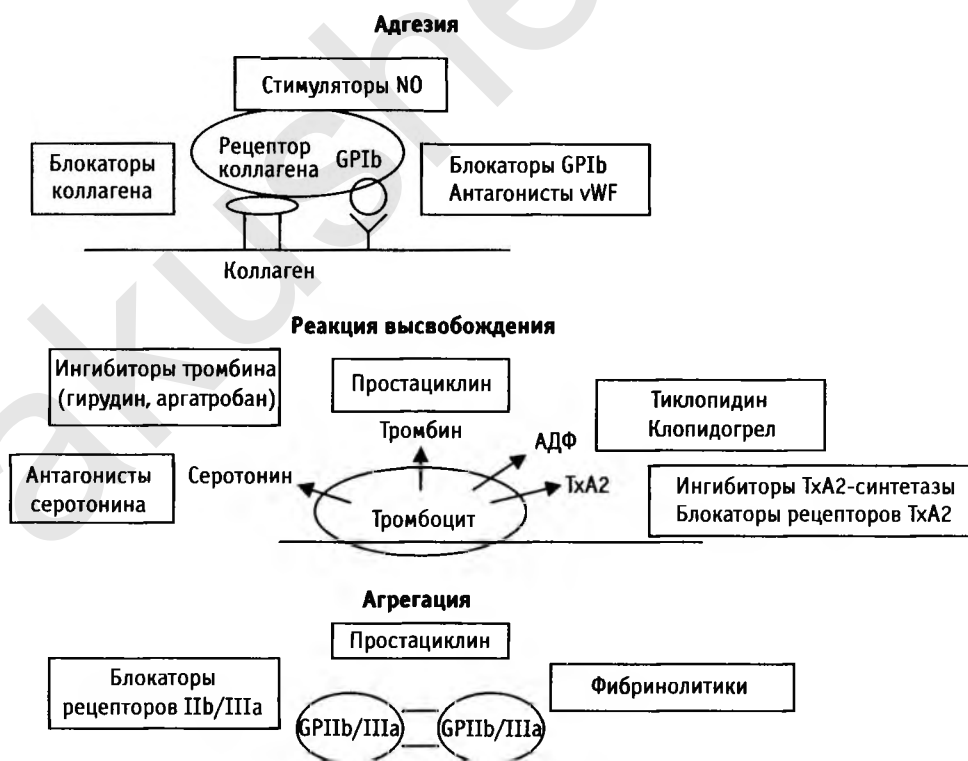 Адгезия
Стимуляторы NO
Блокаторы
коллагена
Рецептор
коллагена
GPIb
Блокаторы GPIb
Антагонисты vWF
Коллаген
Реакция высвобождения
Ингибиторы тромбина
(гирудин, аргатробан)
Простациклин
Тиклопидин
Клопидогрел
Тромбин
АДФ
Антагонисты
серотонина
Серотонин
TxA2
Ингибиторы TxA2-синтетазы
Блокаторы рецепторов TxA2
Тромбоцит
Агрегация
Простациклин
Блокаторы
рецепторов IIb/IIIa
Фибринолитики
GPIIb/IIIa
GPIIb/IIIa
akushe